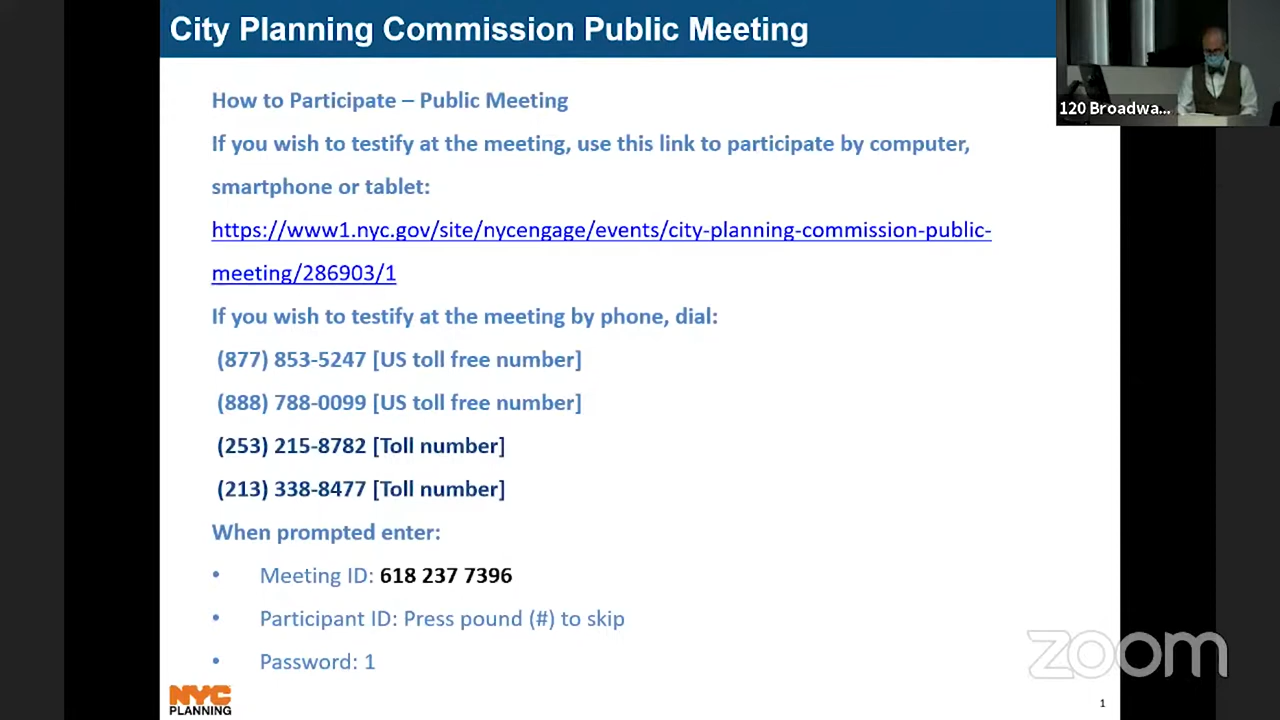 City Planning Commission Public Meeting
120 Broadwa...
How to Participate – Public Meeting
If you wish to testify at the meeting, use this link to participate by computer,
smartphone or tablet:
https://www1.nyc.gov/site/nycengage/events/city-planning-commission-public-
meeting/286903/1
If you wish to testify at the meeting by phone, dial:
(877) 853-5247 [US toll free number]
(888) 788-0099 [US toll free number]
(253) 215-8782 [Toll number]
(213) 338-8477 [Toll number]
When prompted enter:
• Meeting ID: 618 237 7396
• Participant ID: Press pound (#) to skip
• Password: 1
zoom
NYC
PLANNING
1